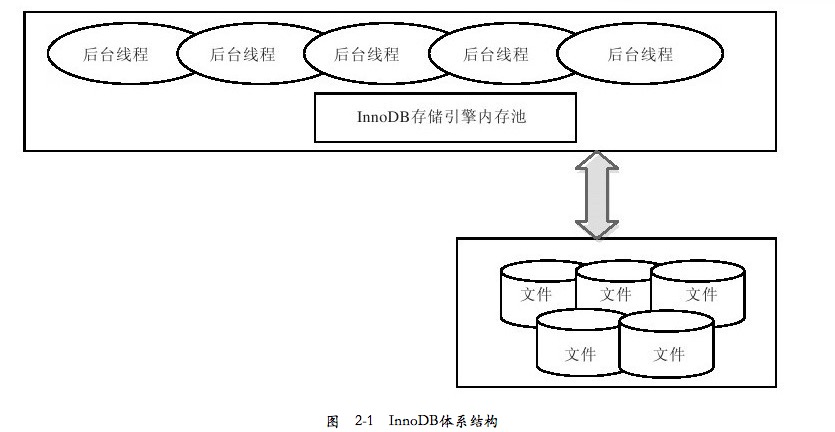 后台线程 后台线程 后台线程 后台线程 后台线程
InnoDB存储引擎内存池
文件 文件 文件
文件 文件
图 2-1 InnoDB体系结构